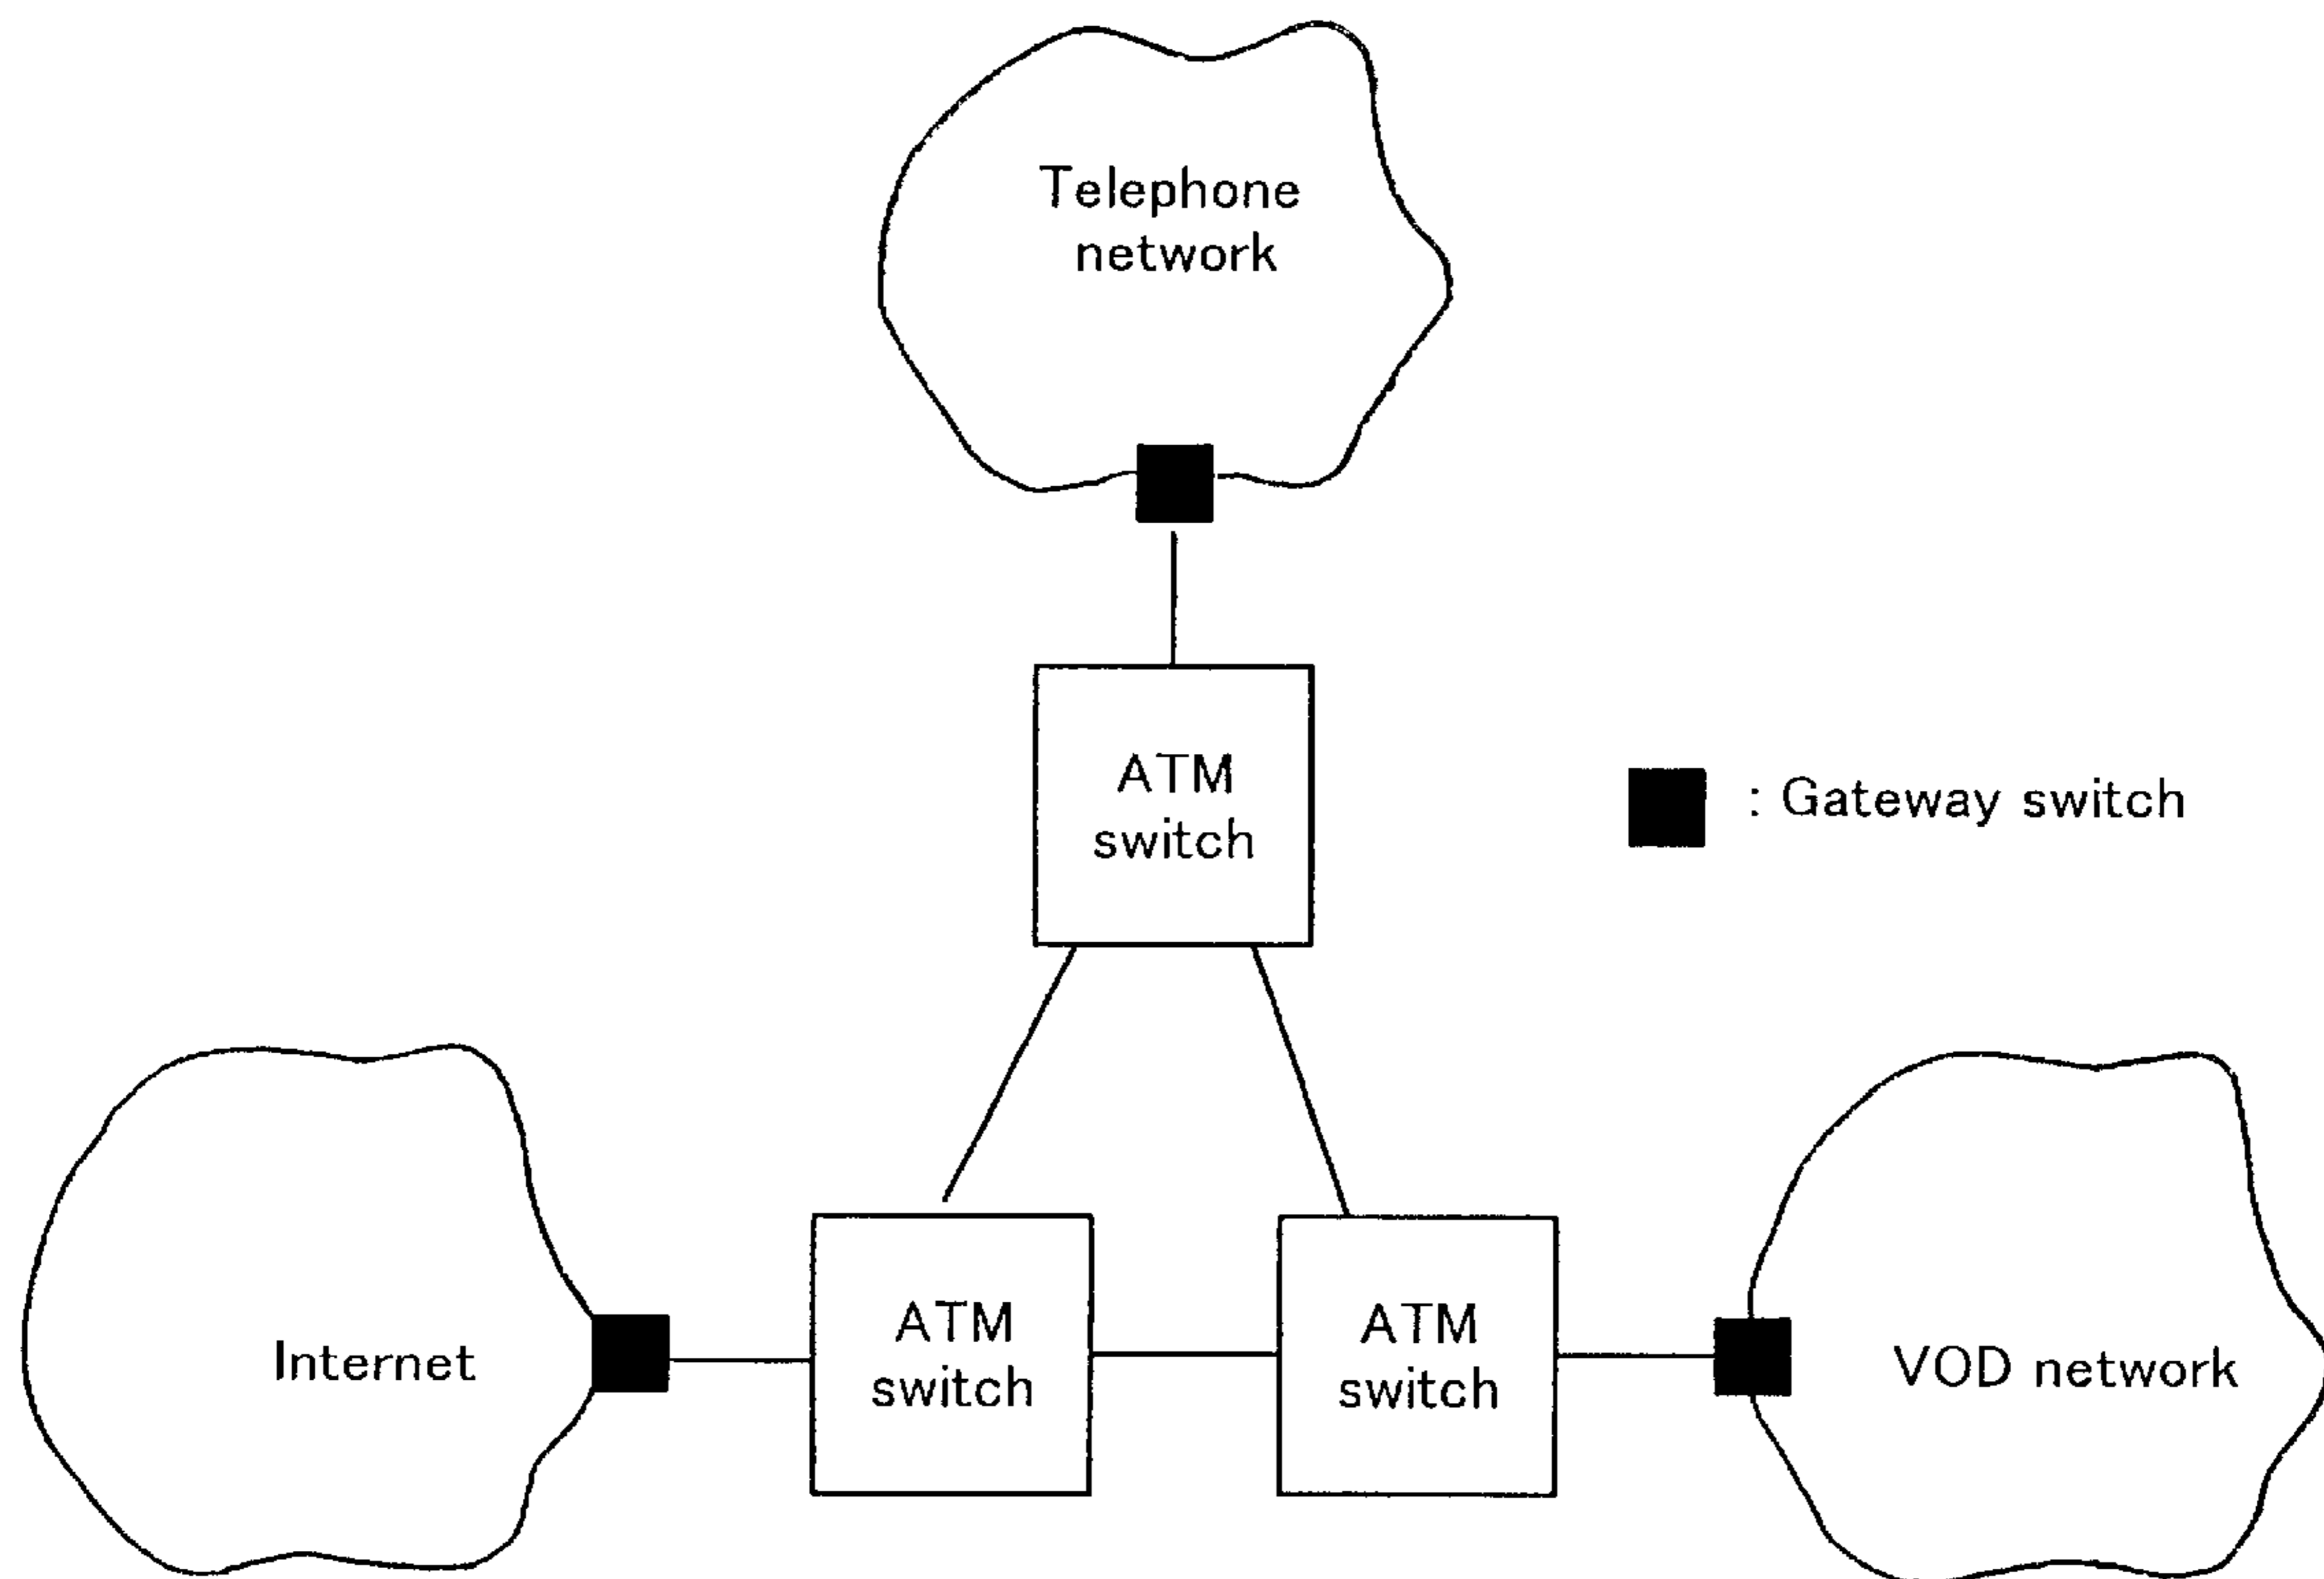 Telephone
network
ATM
switch
: Gateway switch
Internet
ATM
switch
ATM
switch
VOD network